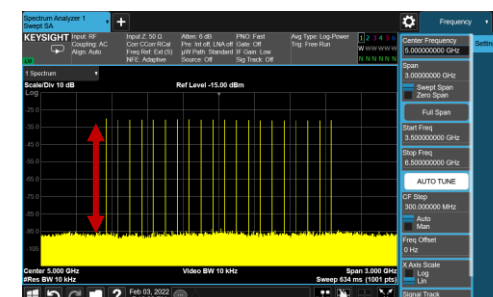 Spectrum Analyzer 1
Swept SA
+
Frequency
KEYSIGHT
Input: RF
Coupling: AC
Align: Auto
Input Z: 50 Ω
Corr CCorr RCal
Freq Ref: Ext (S)
NFE: Adaptive
Atten: 6 dB
Pre: Int off, LNA off
µW Path: Standard
Source: Off
PNO: Fast
Gate: Off
IF Gain: Low
Sig Track: Off
Avg Type: Log-Power
Trig: Free Run
1 2 3 4 5 6
W W W W W W
N N N N N N
1 Spectrum
Scale/Div 10 dB
Ref Level -15.00 dBm
Log
-25.0
-45.0
-55.0
-65.0
-75.0
-85.0
-105
Center 5.000 GHz
#Res BW 10 kHz
Video BW 10 kHz
Span 3.000 GHz
Sweep 634 ms (1001 pts)
Feb 03, 2022
Center Frequency
5.000000000 GHz
Settin
Span
3.00000000 GHz
Swept Span
Zero Span
Full Span
Start Freq
3.500000000 GHz
Stop Freq
6.500000000 GHz
AUTO TUNE
CF Step
300.000000 MHz
Auto
Man
Freq Offset
0 Hz
X Axis Scale
Log
Lin
Signal Track